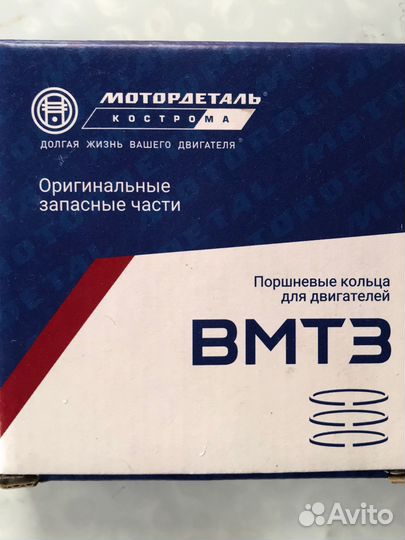 МОТОРДЕТАЛЬ®
КОСТРОМА
ДОЛГАЯ ЖИЗНЬ ВАШЕГО ДВИГАТЕЛЯ®
Оригинальные
запасные части
Поршневые кольца
для двигателей
ВМТЗ
Avito